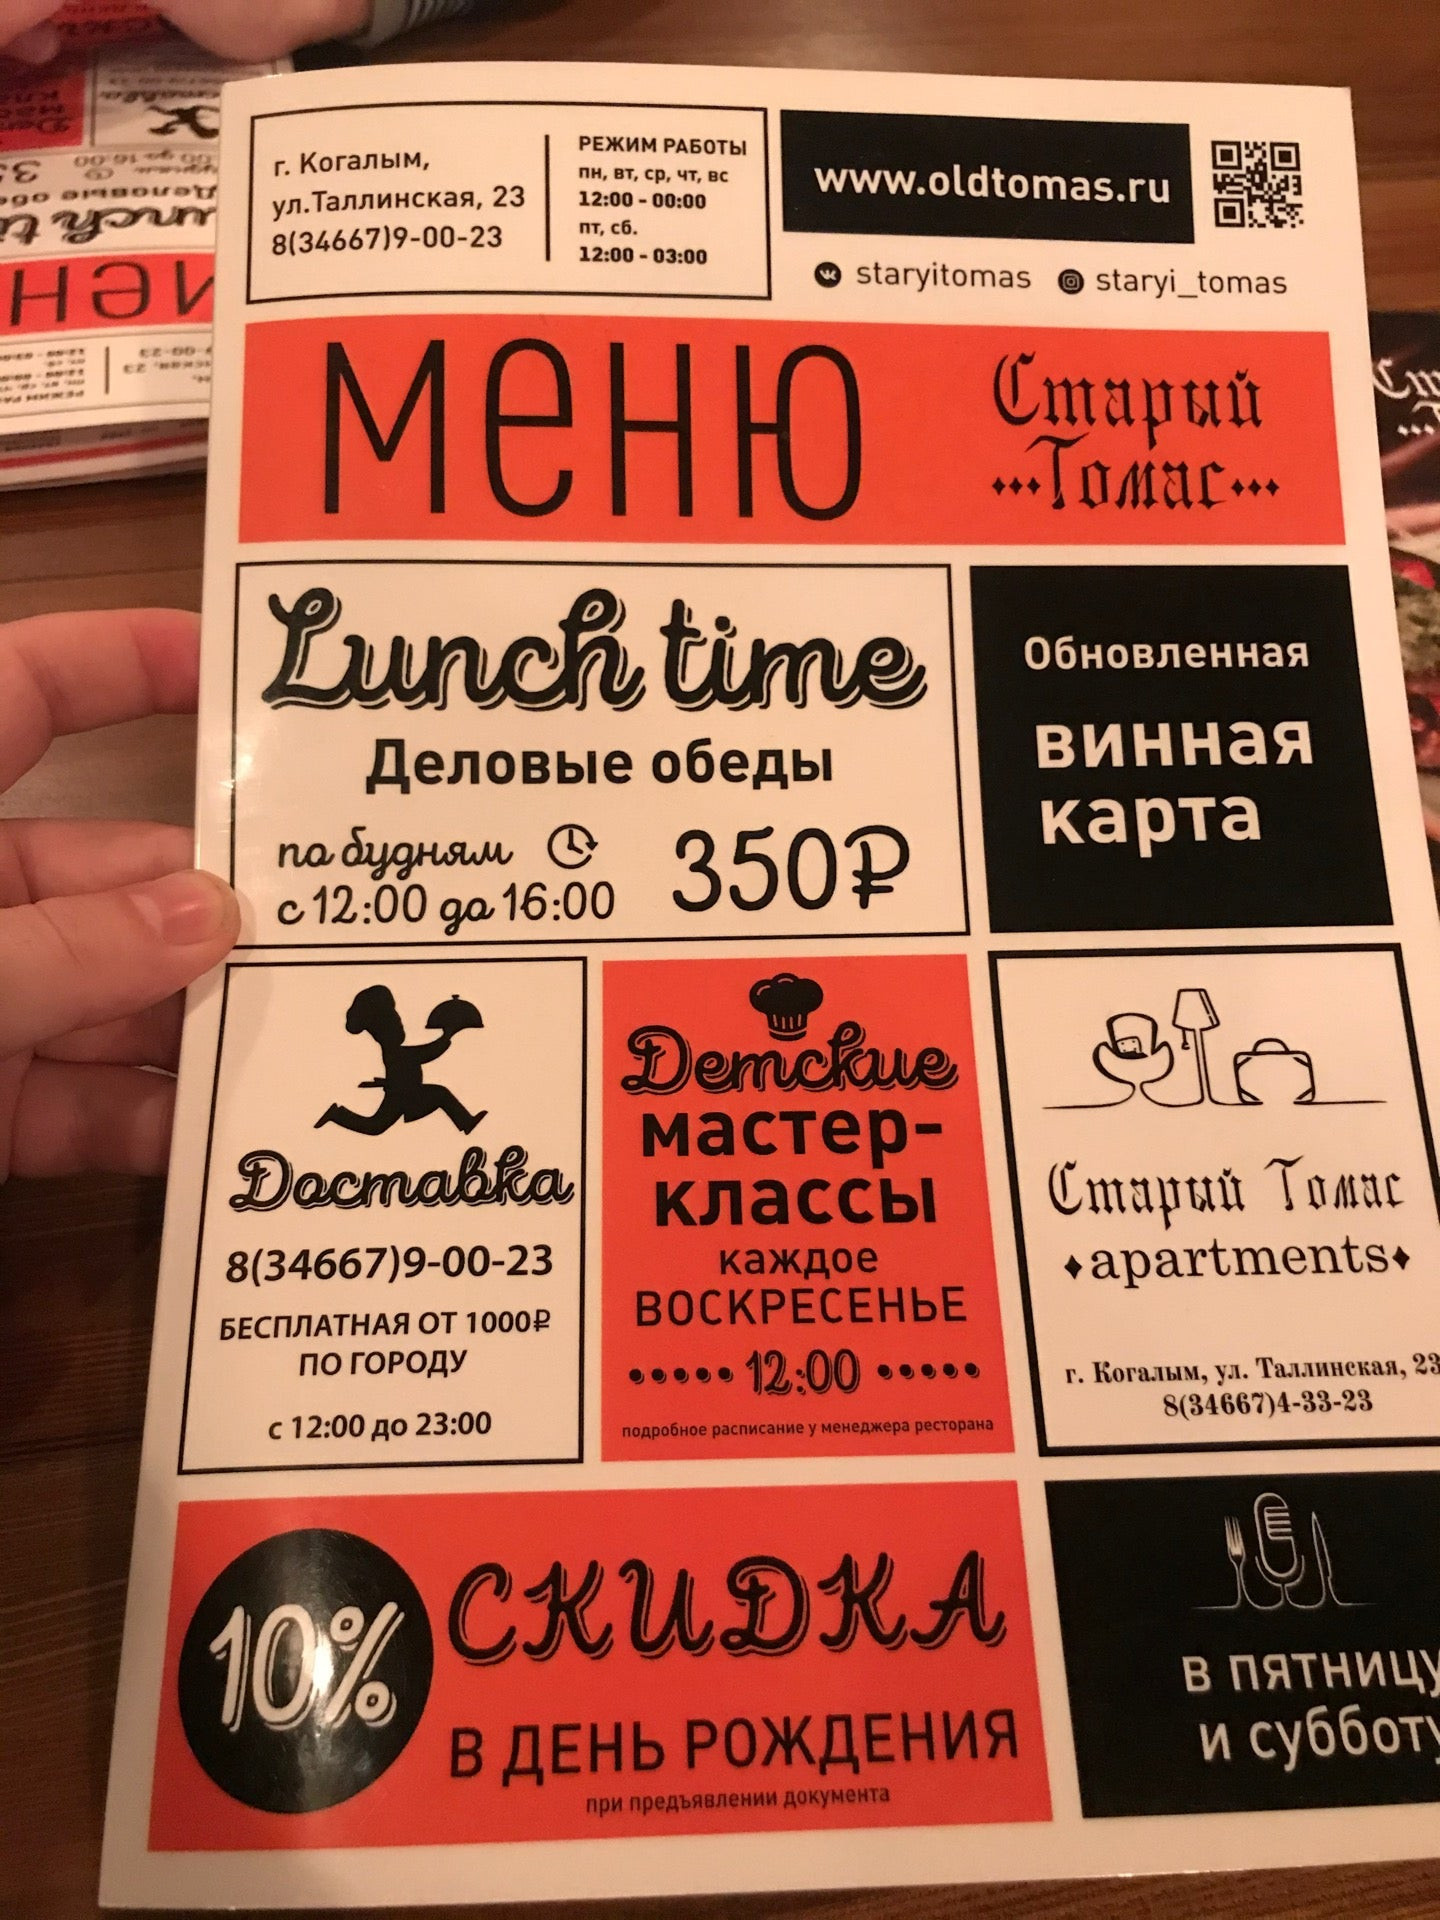 г. Когалым,
ул.Таллинская, 23
8(34667)9-00-23
РЕЖИМ РАБОТЫ
пн, вт, ср, чт, вс
12:00 - 00:00
пт, сб.
12:00 - 03:00
www.oldtomas.ru
staryitomas
staryi_tomas
меню
Старый
Томас
Lunch time
Деловые обеды
по будням
с 12:00 до 16:00
350₽
Обновленная
винная
карта
Доставка
8(34667)9-00-23
БЕСПЛАТНАЯ ОТ 1000₽
ПО ГОРОДУ
с 12:00 до 23:00
Детские
мастер-
классы
каждое
ВОСКРЕСЕНЬЕ
12:00
подробное расписание у менеджера ресторана
Старый Томас
apartments
г. Когалым, ул. Таллинская, 23
8(34667)4-33-23
10%
СКИДКА
В ДЕНЬ РОЖДЕНИЯ
при предъявлении документа
в пятницу
и субботу